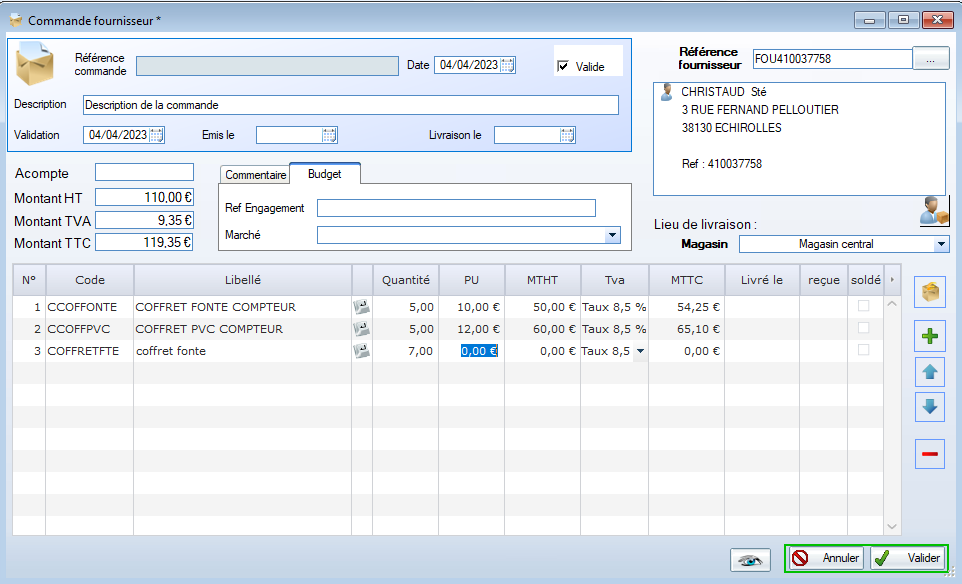 Commande fournisseur *
Référence commande
Date 04/04/2023
Valide
Description Description de la commande
Validation 04/04/2023 Emis le Livraison le
Référence fournisseur FOU410037758 ...
CHRISTAUD Sté
3 RUE FERNAND PELLOUTIER
38130 ECHIROLLES
Ref : 410037758
Acompte
Montant HT 110,00 €
Montant TVA 9,35 €
Montant TTC 119,35 €
Commentaire Budget
Ref Engagement
Marché
Lieu de livraison :
Magasin Magasin central
N° Code Libellé Quantité PU MTHT Tva MTTC Livré le reçue soldé
1 CCOFFONTE COFFRET FONTE COMPTEUR 5,00 10,00 € 50,00 € Taux 8,5 % 54,25 €
2 CCOFFPVC COFFRET PVC COMPTEUR 5,00 12,00 € 60,00 € Taux 8,5 % 65,10 €
3 COFFRETFTE coffret fonte 7,00 0,00 € 0,00 € Taux 8,5 0,00 €
Annuler Valider